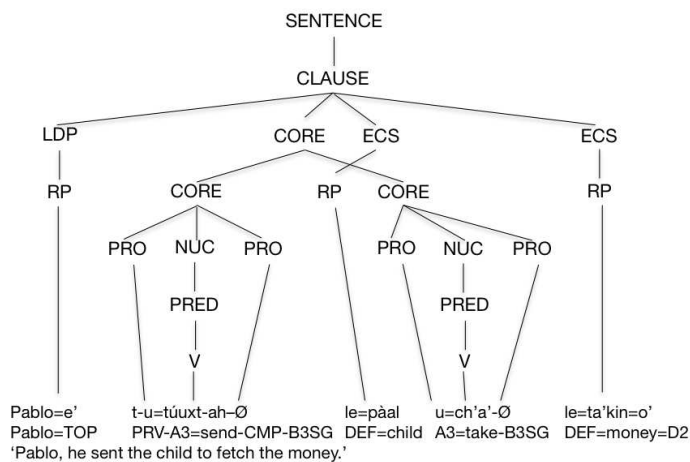 SENTENCE
CLAUSE
LDP CORE ECS ECS
RP CORE RP CORE RP
PRO NUC PRO PRO NUC PRO
PRED PRED
V V
Pablo=e’ t-u=túuxt-ah–Ø le=pàal u=ch’a’-Ø le=ta’kin=o’
Pablo=TOP PRV-A3=send-CMP-B3SG DEF=child A3=take-B3SG DEF=money=D2
‘Pablo, he sent the child to fetch the money.’